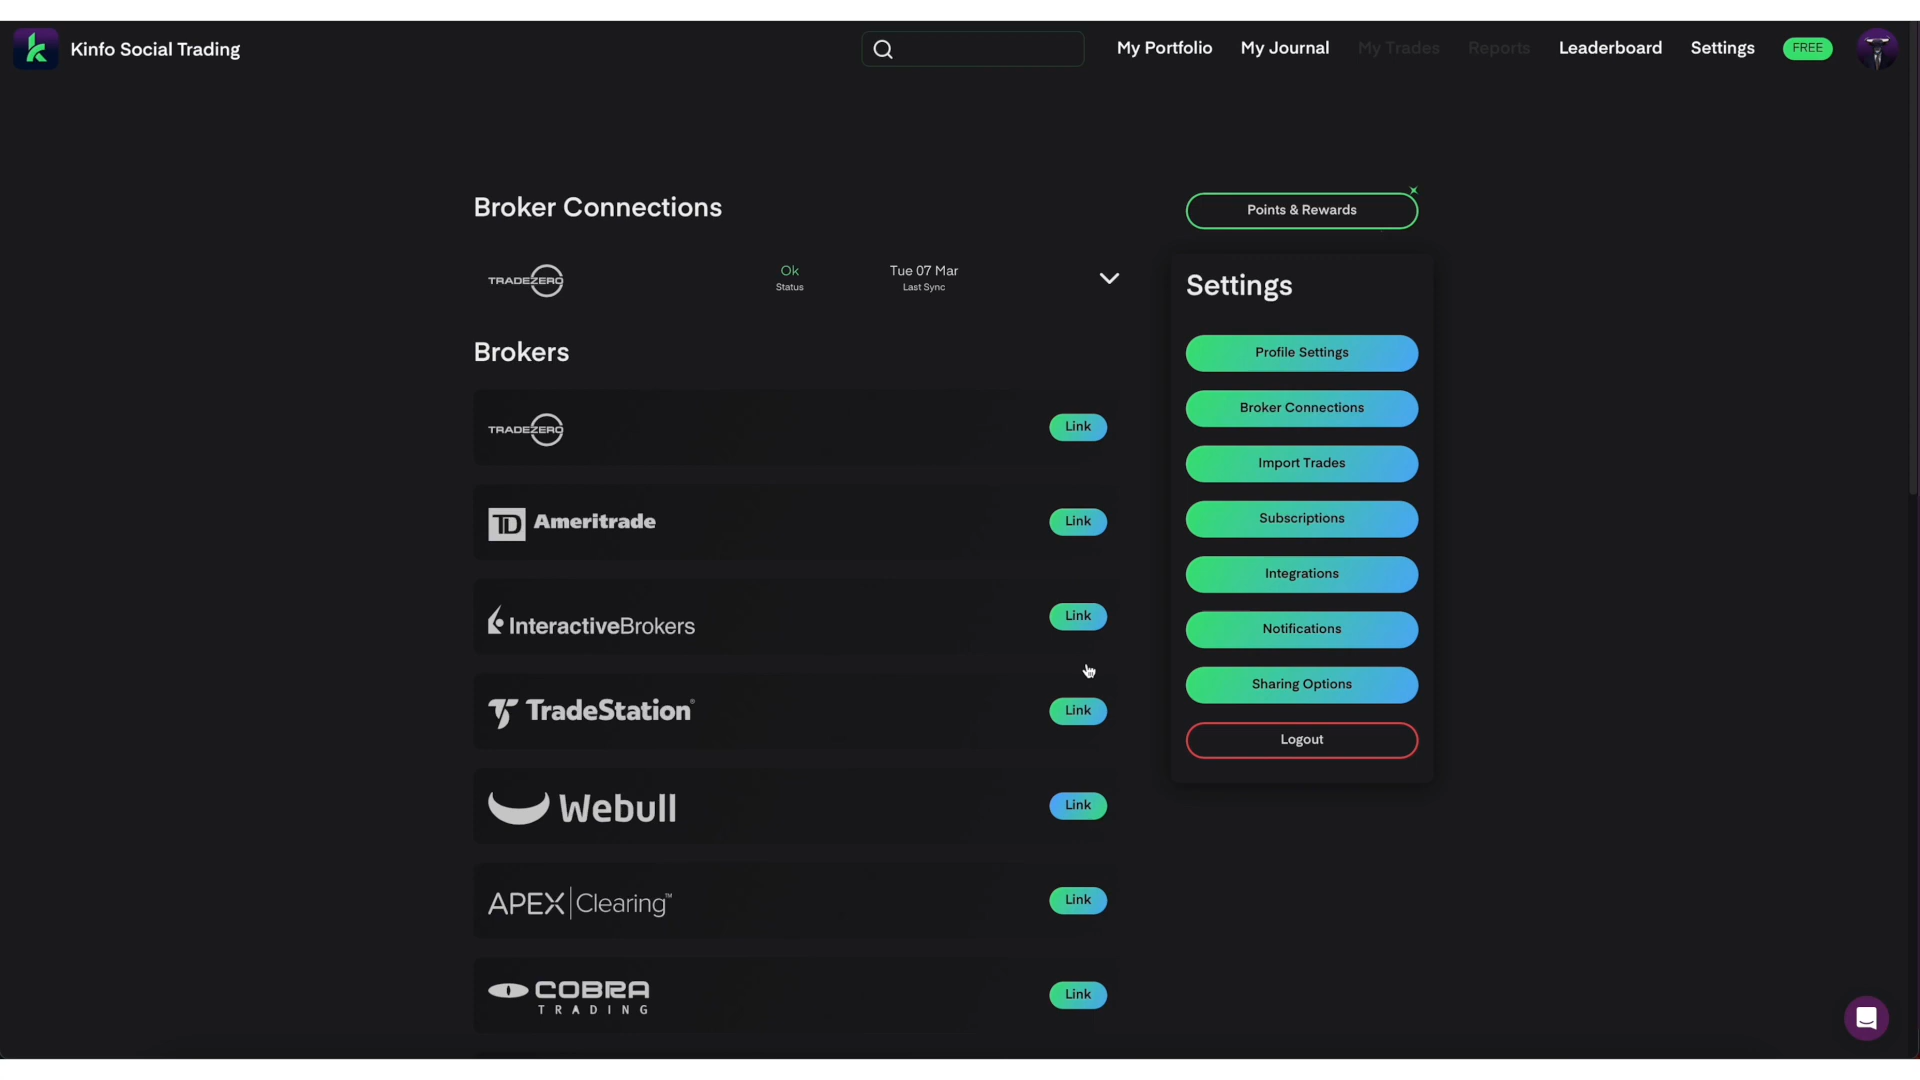 Kinfo Social Trading
My Portfolio My Journal My Trades Reports Leaderboard Settings FREE
Broker Connections
TRADEZERO Ok Tue 07 Mar
Status Last Sync
Brokers
TRADEZERO Link
TD Ameritrade Link
InteractiveBrokers Link
TradeStation® Link
Webull Link
APEX Clearing™ Link
COBRA TRADING Link
Points & Rewards
Settings
Profile Settings
Broker Connections
Import Trades
Subscriptions
Integrations
Notifications
Sharing Options
Logout